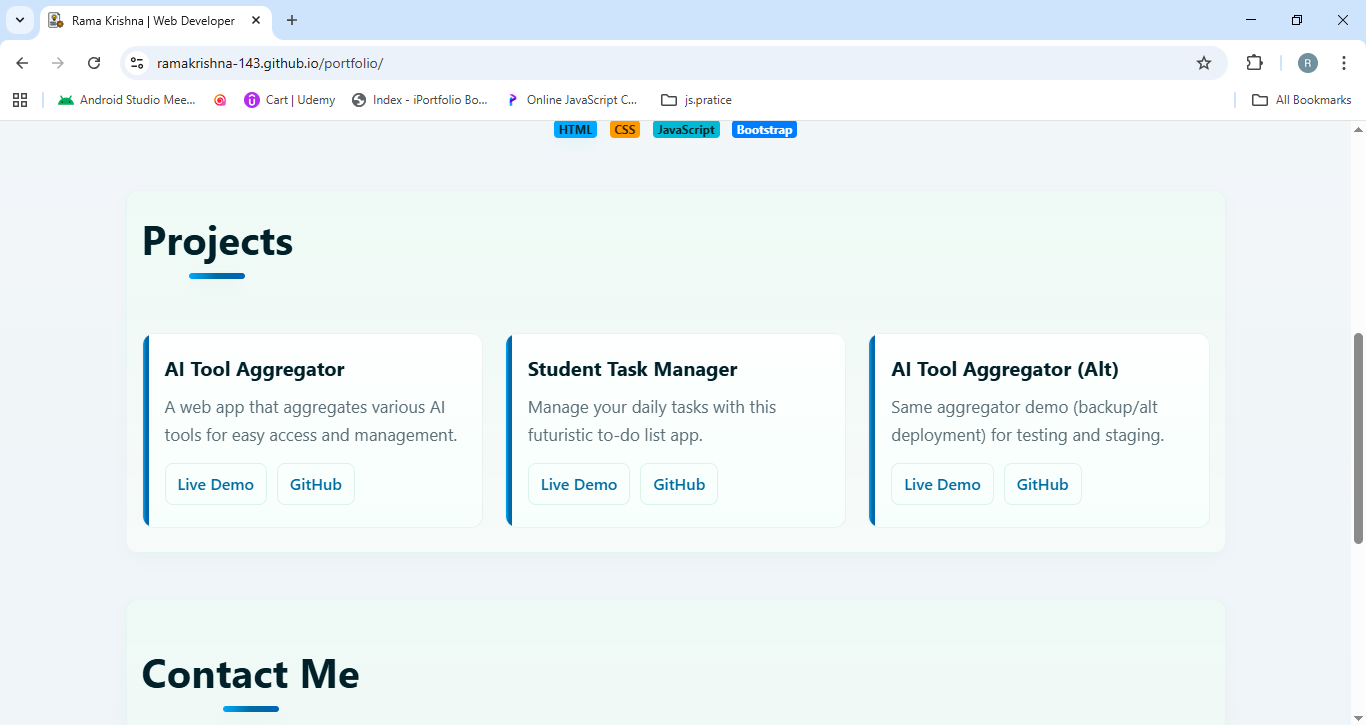 Rama Krishna | Web Developer
ramakrishna-143.github.io/portfolio/
R
Android Studio Mee...
Cart | Udemy
Index - iPortfolio Bo...
Online JavaScript C...
js.pratice
All Bookmarks
HTML CSS JavaScript Bootstrap
Projects
AI Tool Aggregator
A web app that aggregates various AI
tools for easy access and management.
Live Demo GitHub
Student Task Manager
Manage your daily tasks with this
futuristic to-do list app.
Live Demo GitHub
AI Tool Aggregator (Alt)
Same aggregator demo (backup/alt
deployment) for testing and staging.
Live Demo GitHub
Contact Me